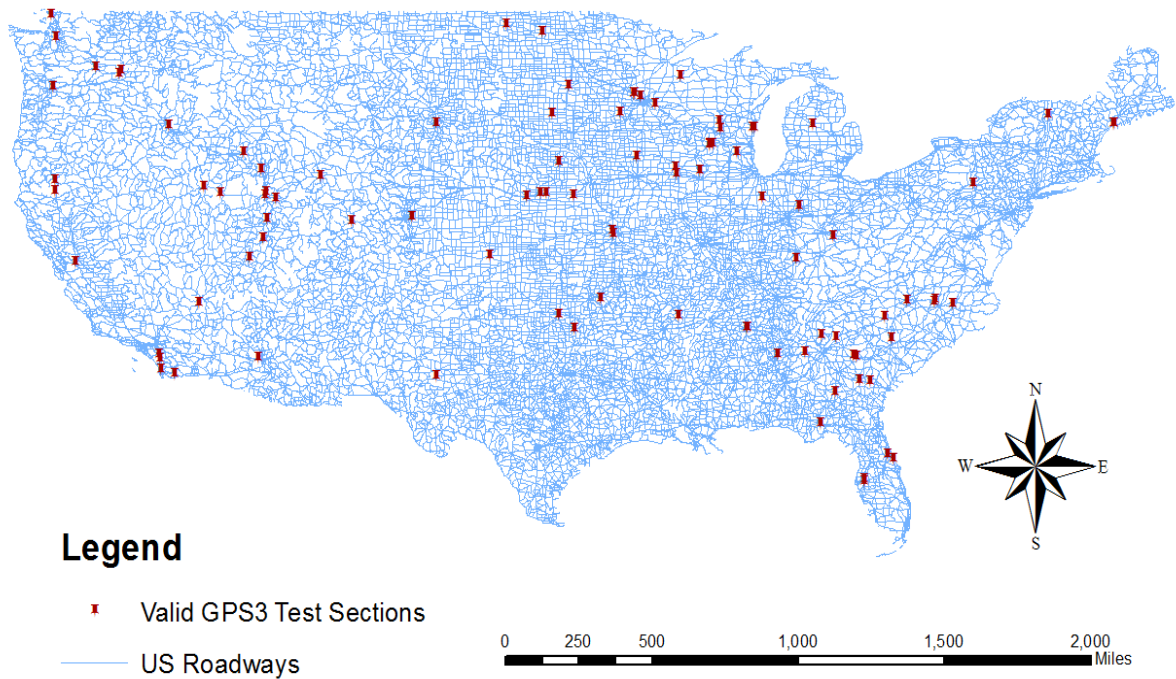 N
W
E
S
Legend
Valid GPS3 Test Sections
US Roadways
0 250 500 1,000 1,500 2,000
Miles